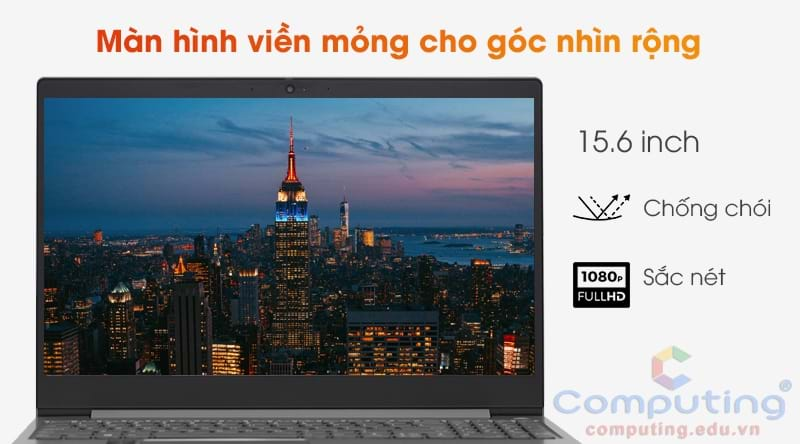 Màn hình viền mỏng cho góc nhìn rộng
15.6 inch
Chống chói
1080p
FULLHD
Sắc nét
Computing®
computing.edu.vn